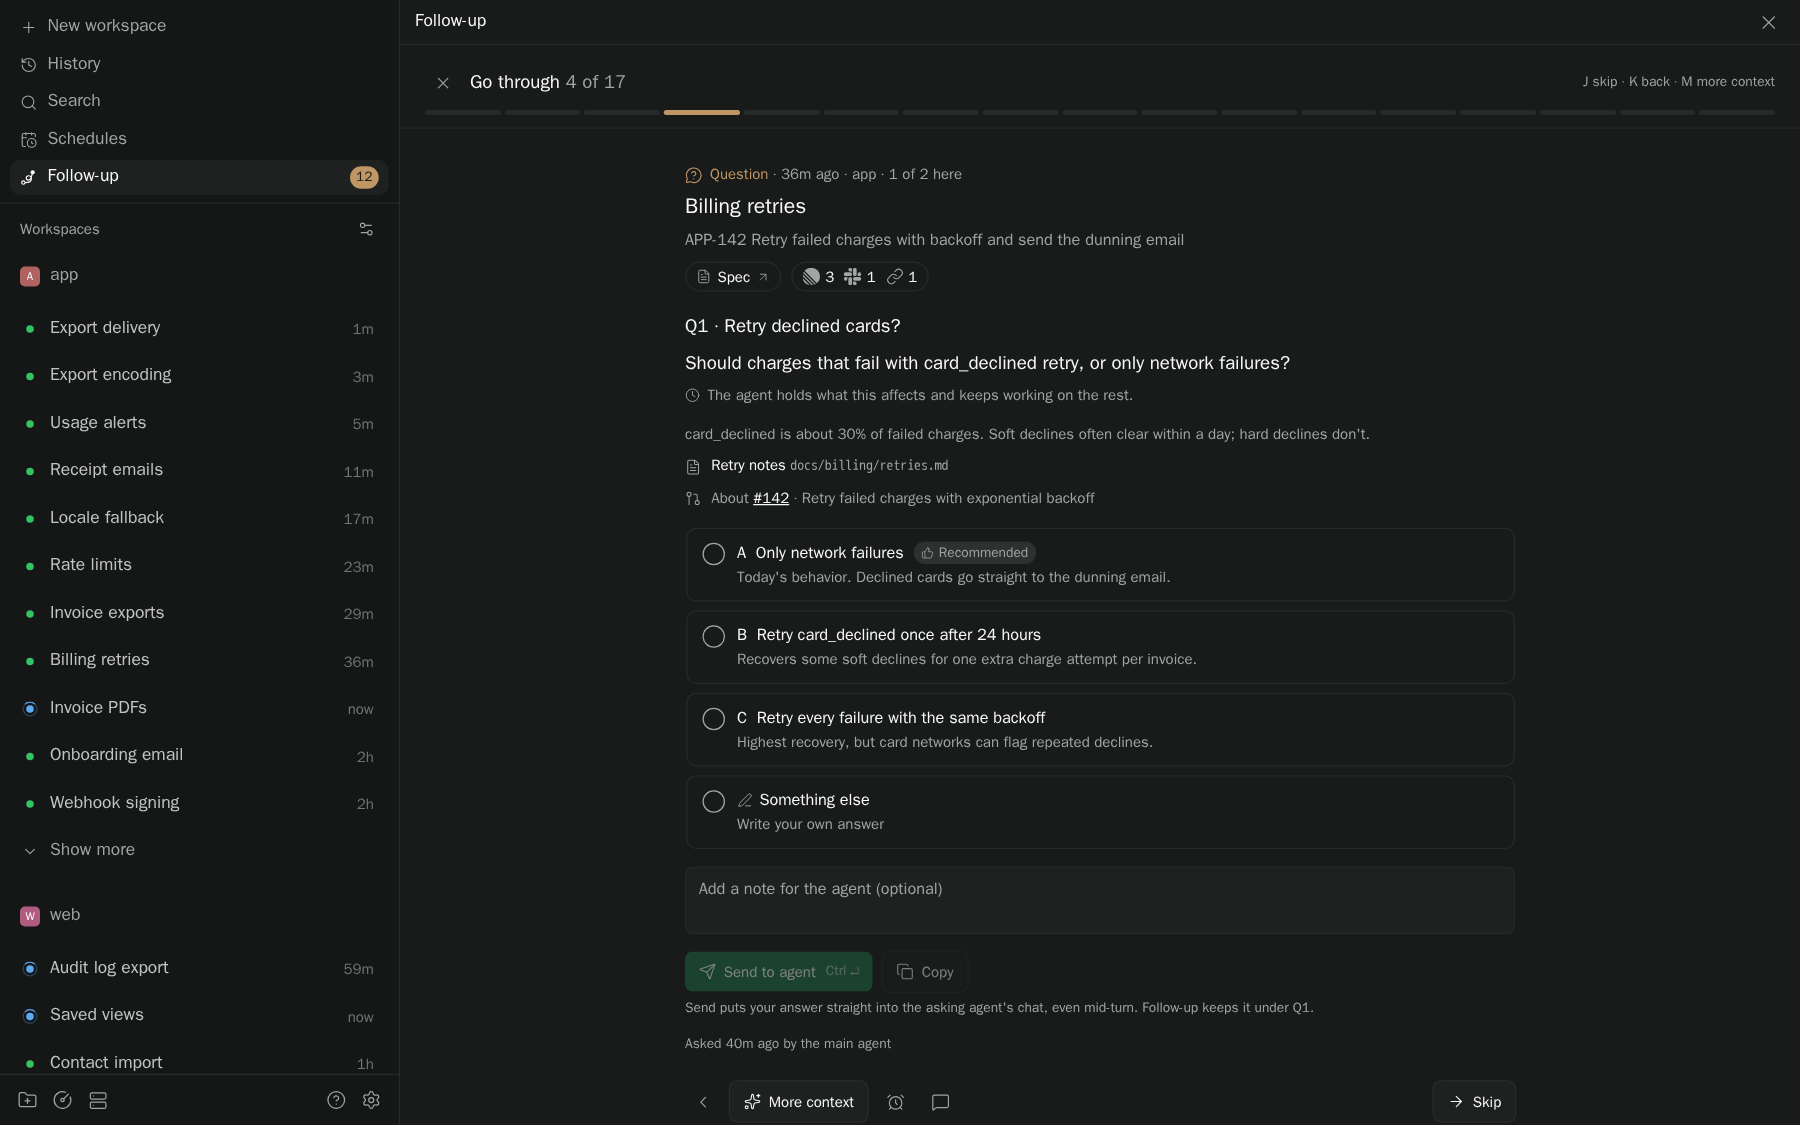 New workspace
History
Search
Schedules
Follow-up 12
Workspaces
A app
Export delivery 1m
Export encoding 3m
Usage alerts 5m
Receipt emails 11m
Locale fallback 17m
Rate limits 23m
Invoice exports 29m
Billing retries 36m
Invoice PDFs now
Onboarding email 2h
Webhook signing 2h
Show more
W web
Audit log export 59m
Saved views now
Contact import 1h
Follow-up
Go through 4 of 17
J skip · K back · M more context
Question · 36m ago · app · 1 of 2 here
Billing retries
APP-142 Retry failed charges with backoff and send the dunning email
Spec 3 1 1
Q1 · Retry declined cards?
Should charges that fail with card_declined retry, or only network failures?
The agent holds what this affects and keeps working on the rest.
card_declined is about 30% of failed charges. Soft declines often clear within a day; hard declines don't.
Retry notes docs/billing/retries.md
About #142 · Retry failed charges with exponential backoff
A Only network failures Recommended
Today's behavior. Declined cards go straight to the dunning email.
B Retry card_declined once after 24 hours
Recovers some soft declines for one extra charge attempt per invoice.
C Retry every failure with the same backoff
Highest recovery, but card networks can flag repeated declines.
Something else
Write your own answer
Add a note for the agent (optional)
Send to agent Ctrl ↵ Copy
Send puts your answer straight into the asking agent's chat, even mid-turn. Follow-up keeps it under Q1.
Asked 40m ago by the main agent
More context
Skip